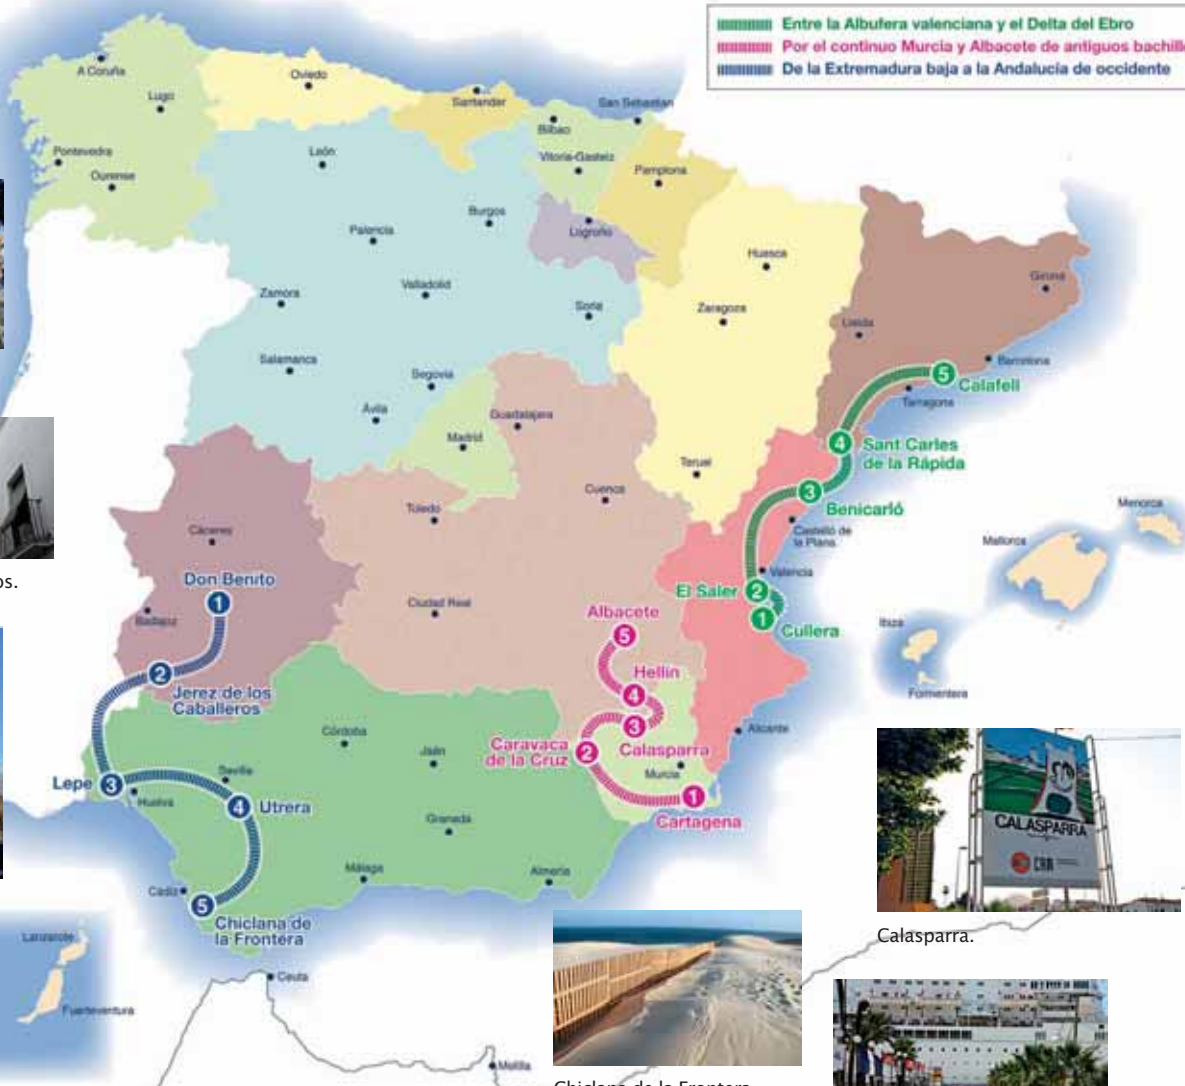 Entre la Albufera valenciana y el Delta del Ebro
Por el continuo Murcia y Albacete de antiguos
De la Extremadura baja a la Andalucía de occidente
A Coruña
Lugo
Pontevedra
Ourense
Oviedo
Santander
Bilbao
San Sebastián
Vitoria-Gasteiz
Pamplona
León
Burgos
Palencia
Logroño
Huesca
Zamora
Valladolid
Soria
Zaragoza
Lleida
Girona
Barcelona
Salamanca
Segovia
Ávila
Guadalajara
Madrid
Tarragona
5
Calafell
4
Sant Carles
de la Rápida
3
Benicarló
Teruel
Cuenca
Toledo
Castelló de
la Plana
Valencia
Menorca
Mallorca
Ibiza
Formentera
Cáceres
Don Benito
1
Badajoz
Ciudad Real
El Saler
2
1
Cullera
Albacete
5
Hellín
4
3
Calasparra
2
Jerez de los
Caballeros
Caravaca
de la Cruz
2
Murcia
1
Cartagena
Alicante
Córdoba
Jaén
Sevilla
Lepe
3
Huelva
4
Utrera
Granada
Málaga
Almería
Cádiz
5
Chiclana de
la Frontera
Ceuta
Melilla
Lanzarote
Fuerteventura
CALASPARRA
CRM
Calasparra.
Chiclana de la Frontera